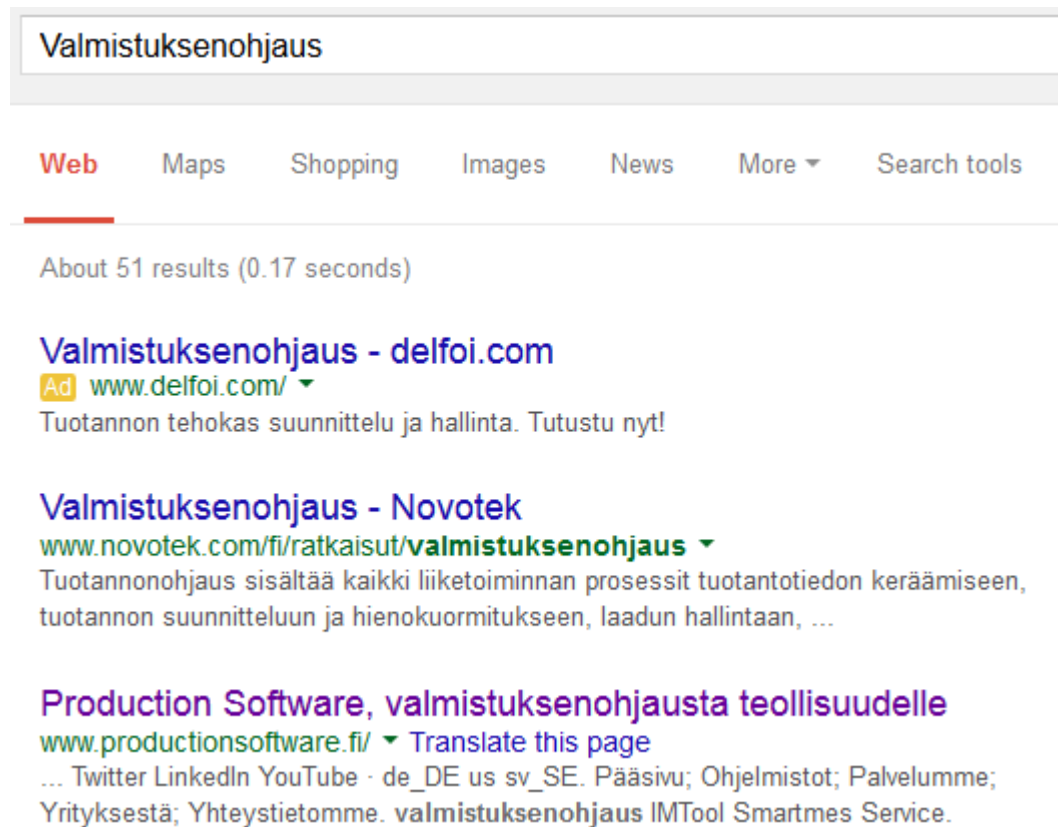 Valmistuksenohjaus
Web Maps Shopping Images News More Search tools
About 51 results (0.17 seconds)
Valmistuksenohjaus - delfoi.com
Ad www.delfoi.com/
Tuotannon tehokas suunnittelu ja hallinta. Tutustu nyt!
Valmistuksenohjaus - Novotek
www.novotek.com/fi/ratkaisut/valmistuksenohjaus
Tuotannonohjaus sisältää kaikki liiketoiminnan prosessit tuotantotiedon keräämiseen,
tuotannon suunnitteluun ja hienokuormitukseen, laadun hallintaan, ...
Production Software, valmistuksenohjausta teollisuudelle
www.productionsoftware.fi/ Translate this page
... Twitter LinkedIn YouTube · de_DE us sv_SE. Pääsivu; Ohjelmistot; Palvelumme;
Yrityksestä; Yhteystietomme. valmistuksenohjaus IMTool Smartmes Service.